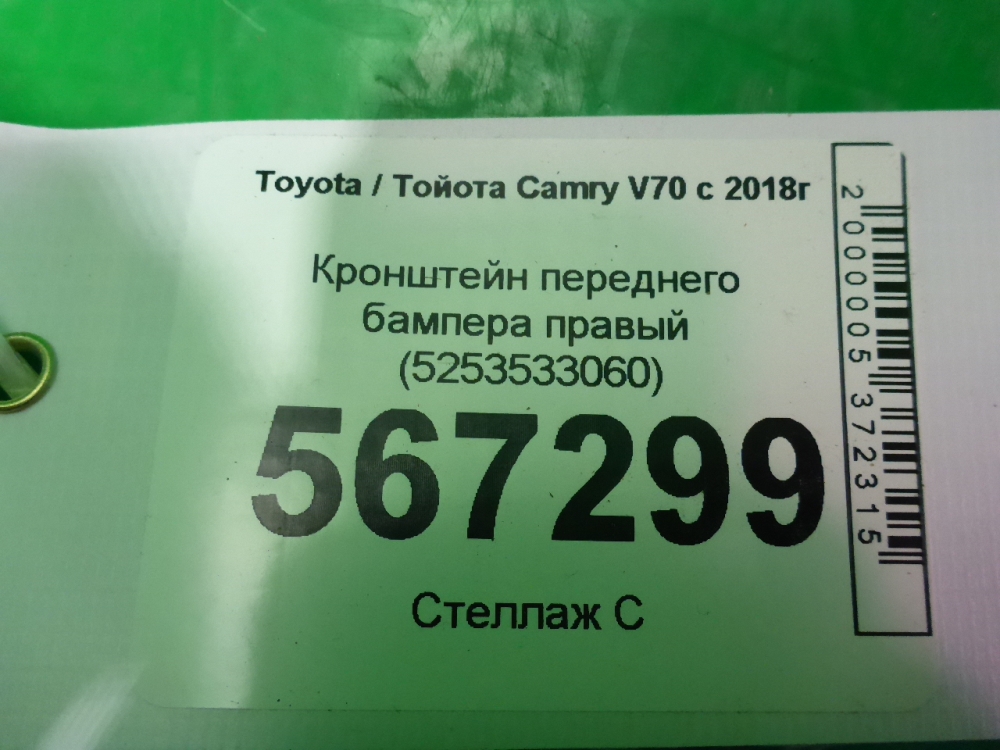 Toyota / Тойота Camry V70 с 2018г
Кронштейн переднего
бампера правый
(5253533060)
567299
Стеллаж С
2000005372315